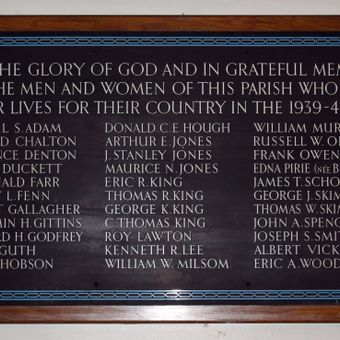 THE GLORY OF GOD AND IN GRATEFUL MEM
HE MEN AND WOMEN OF THIS PARISH WHO
R LIVES FOR THEIR COUNTRY IN THE 1939-4
L S. ADAM
D CHALTON
NCE DENTON
DUCKETT
ALD FARR
L. FENN
T GALLAGHER
IN H. GITTINS
D H. GODFREY
GUTH
HOBSON
DONALD C.E. HOUGH
ARTHUR E. JONES
J. STANLEY JONES
MAURICE N. JONES
ERIC R. KING
THOMAS R. KING
GEORGE K. KING
C THOMAS KING
ROY LAWTON
KENNETH R. LEE
WILLIAM W. MILSOM
WILLIAM MUR
RUSSELL W. O
FRANK OWEN
EDNA PIRIE (NÉE B
JAMES T. SCHO
GEORGE J. SKIM
THOMAS W. SKIM
JOHN A. SPENC
JOSEPH S. SMIT
ALBERT VICK
ERIC A. WOOD